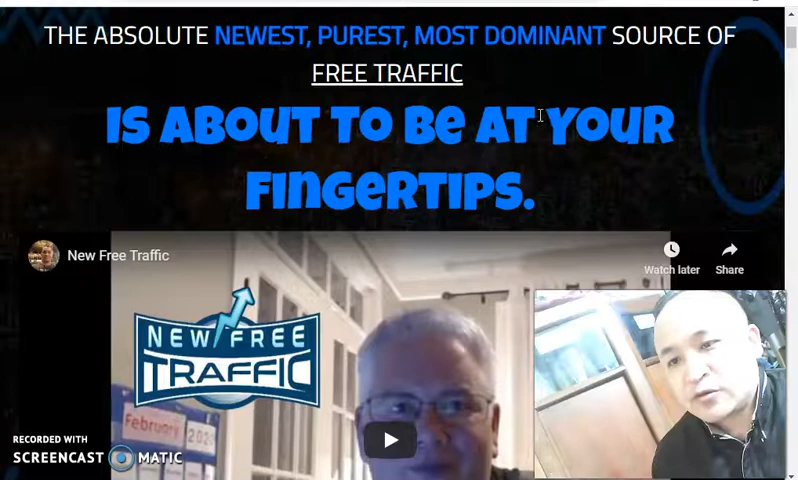 THE ABSOLUTE NEWEST, PUREST, MOST DOMINANT SOURCE OF
FREE TRAFFIC
IS ABOUT TO BE AT YOUR
FINGERTIPS.
New Free Traffic
Watch later
Share
NEW FREE
TRAFFIC
February
RECORDED WITH
SCREENCAST MATIC